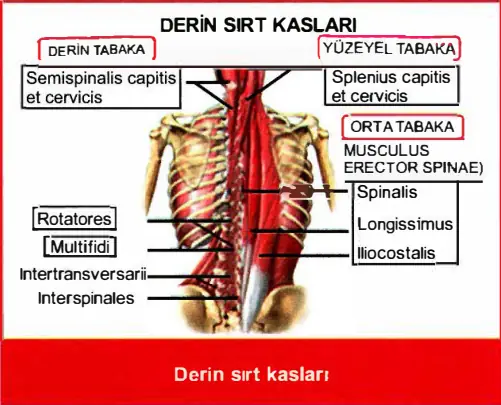 DERİN SIRT KASLARI
DERİN TABAKA
YÜZEYEL TABAKA
Semispinalis capitis
et cervicis
Splenius capitis
et cervicis
ORTA TABAKA
MUSCULUS
ERECTOR SPINAE)
Spinalis
Longissimus
Iliocostalis
Rotatores
Multifidi
Intertransversarii
Interspinales
Derin sırt kasları